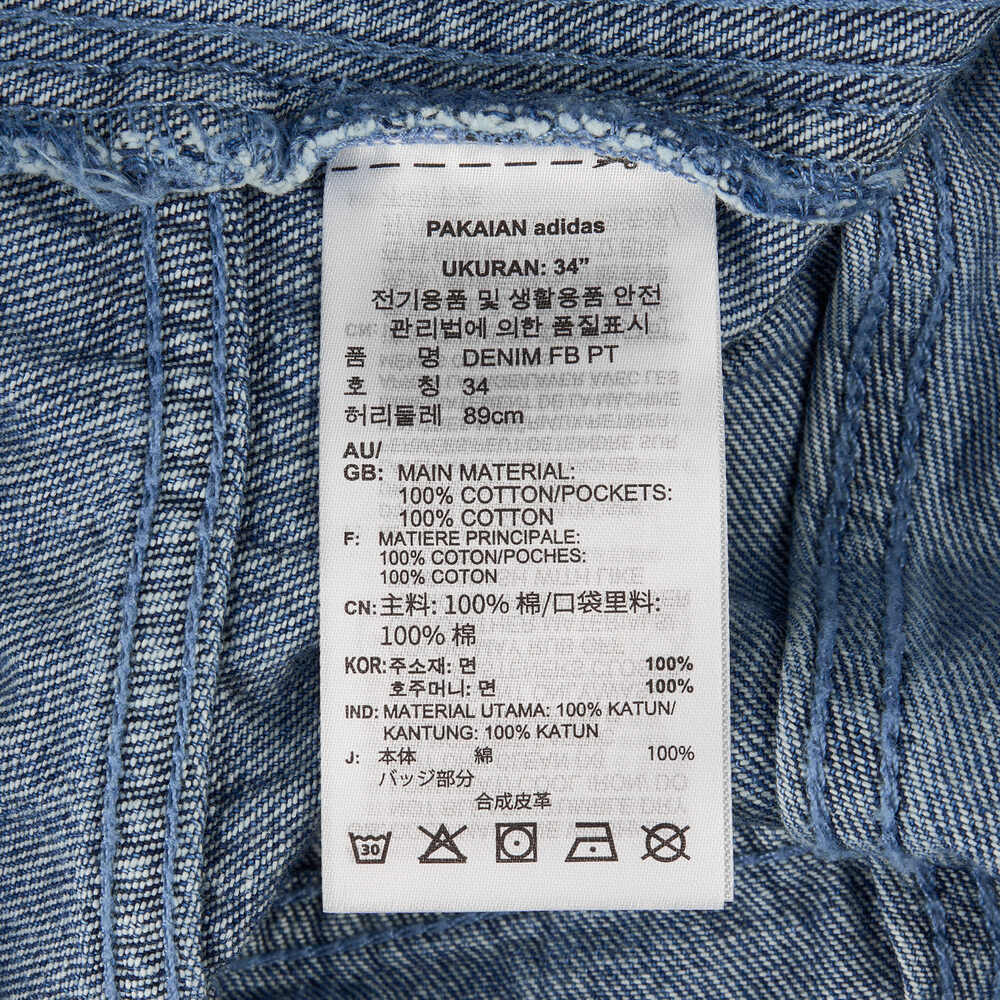 PAKAIAN adidas
UKURAN: 34”
전기용품 및 생활용품 안전
관리법에 의한 품질표시
품 명 DENIM FB PT
호 칭 34
허리둘레 89cm
AU/
GB: MAIN MATERIAL:
100% COTTON/POCKETS:
100% COTTON
F: MATIERE PRINCIPALE:
100% COTON/POCHES:
100% COTON
CN: 主料: 100% 棉/口袋里料:
100% 棉
KOR: 주소재: 면 100%
호주머니: 면 100%
IND: MATERIAL UTAMA: 100% KATUN/
KANTUNG: 100% KATUN
J: 本体 綿 100%
バッジ部分
合成皮革
30